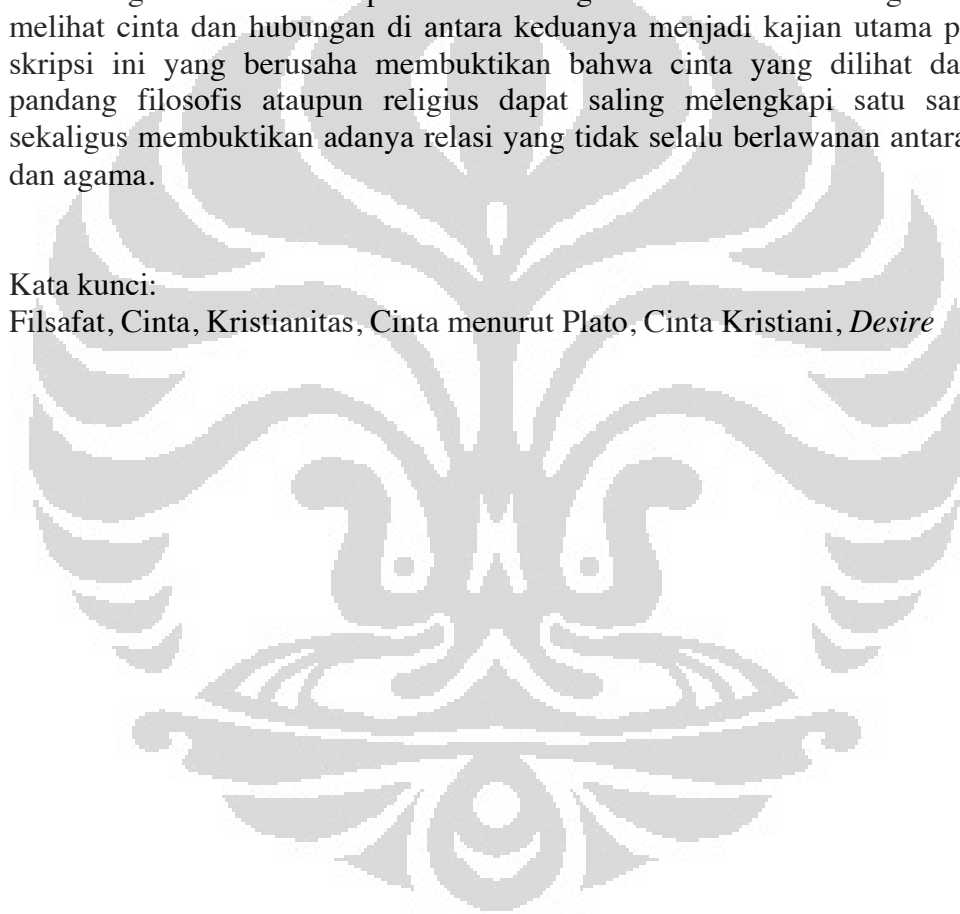 melihat cinta dan hubungan di antara keduanya menjadi kajian utama p
skripsi ini yang berusaha membuktikan bahwa cinta yang dilihat da
pandang filosofis ataupun religius dapat saling melengkapi satu sa
sekaligus membuktikan adanya relasi yang tidak selalu berlawanan antara
dan agama.
Kata kunci:
Filsafat, Cinta, Kristianitas, Cinta menurut Plato, Cinta Kristiani, Desire